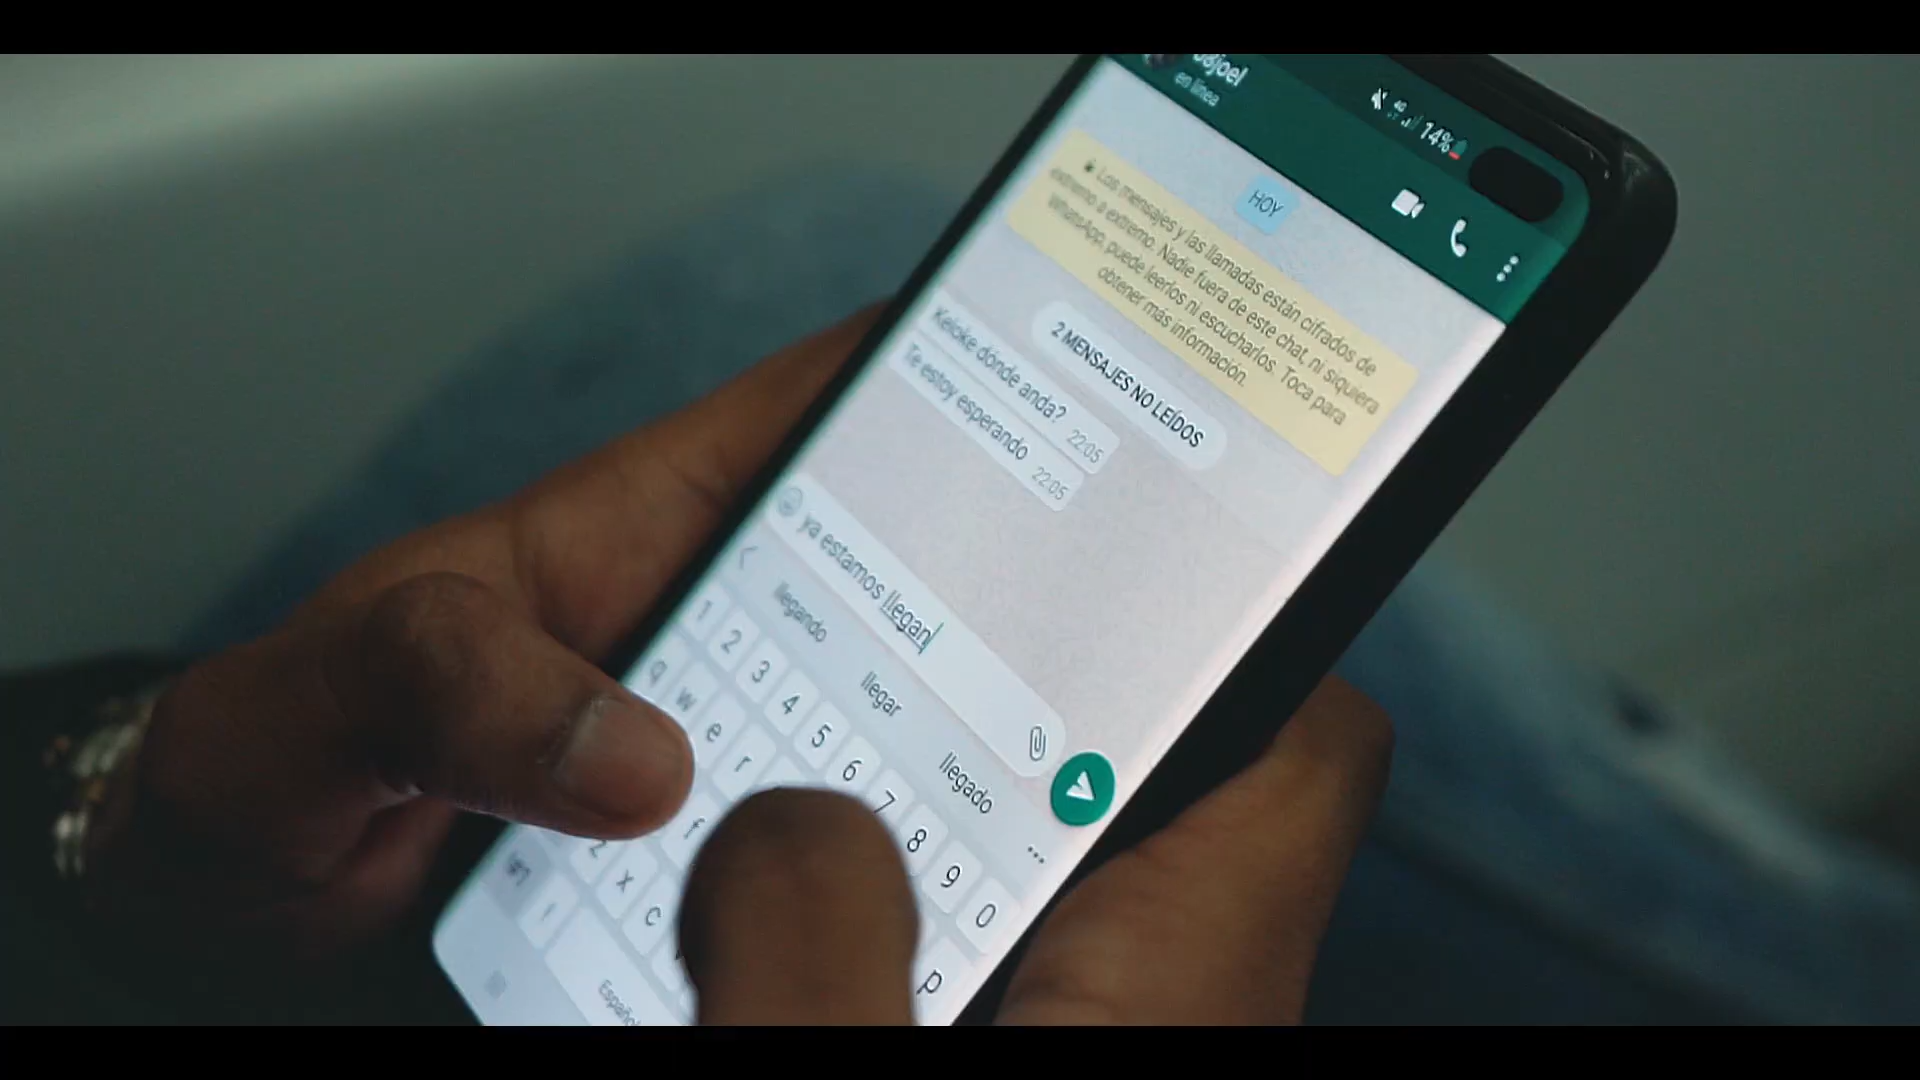 en línea
4G
14%
HOY
Los mensajes y las llamadas están cifrados de
extremo a extremo. Nadie fuera de este chat, ni siquiera
WhatsApp, puede leerlos ni escucharlos. Toca para
obtener más información.
2 MENSAJES NO LEÍDOS
Keloke dónde anda? 22:05
Te estoy esperando 22:05
ya estamos llegan
llegando llegar llegado
1 2 3 4 5 6 7 8 9 0
q w e r p
f
z x c
Español